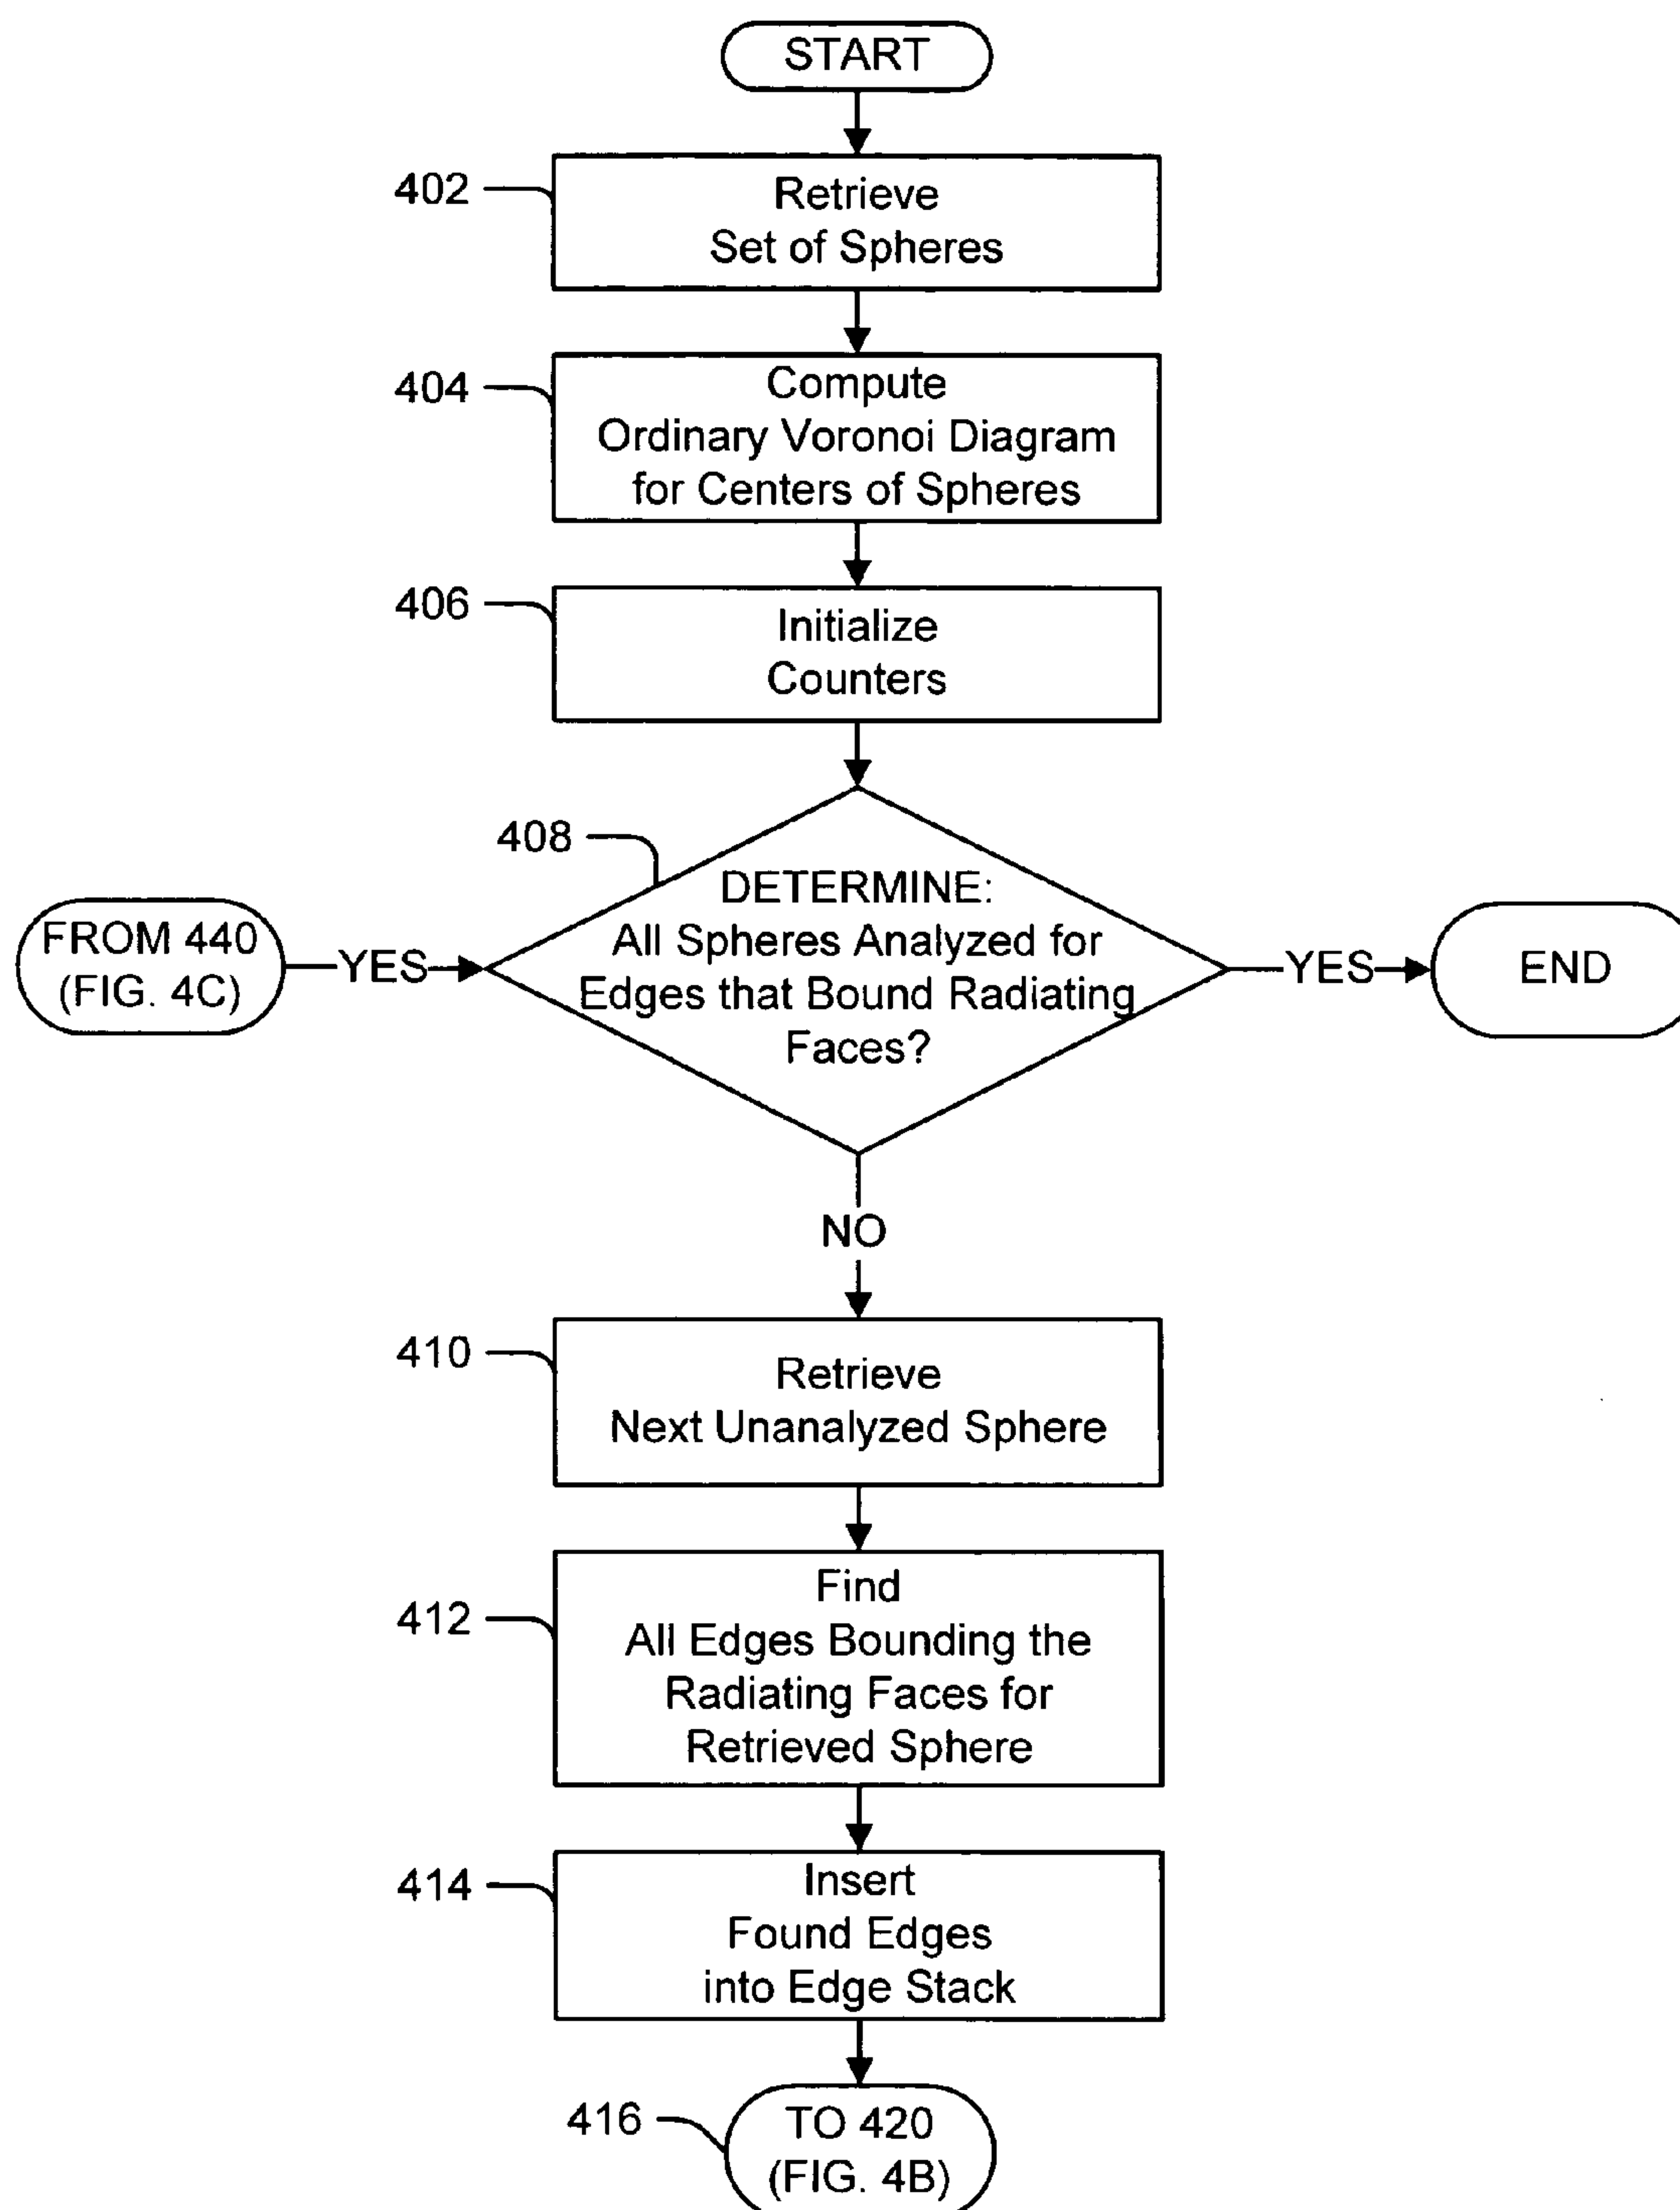 START
402
Retrieve
Set of Spheres
404
Compute
Ordinary Voronoi Diagram
for Centers of Spheres
406
Initialize
Counters
408
DETERMINE:
All Spheres Analyzed for
Edges that Bound Radiating
Faces?
FROM 440
(FIG. 4C)
YES
YES
END
NO
410
Retrieve
Next Unanalyzed Sphere
412
Find
All Edges Bounding the
Radiating Faces for
Retrieved Sphere
414
Insert
Found Edges
into Edge Stack
416
TO 420
(FIG. 4B)